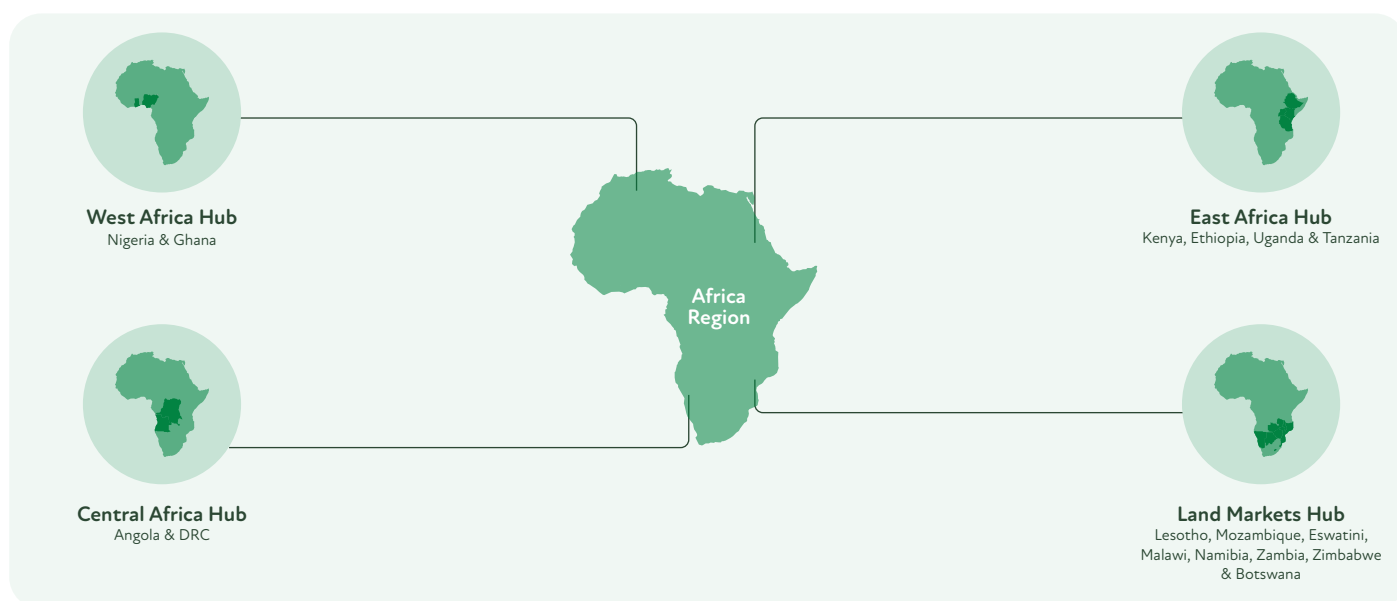 West Africa Hub
Nigeria & Ghana
East Africa Hub
Kenya, Ethiopia, Uganda & Tanzania
Africa
Region
Central Africa Hub
Angola & DRC
Land Markets Hub
Lesotho, Mozambique, Eswatini,
Malawi, Namibia, Zambia, Zimbabwe
& Botswana